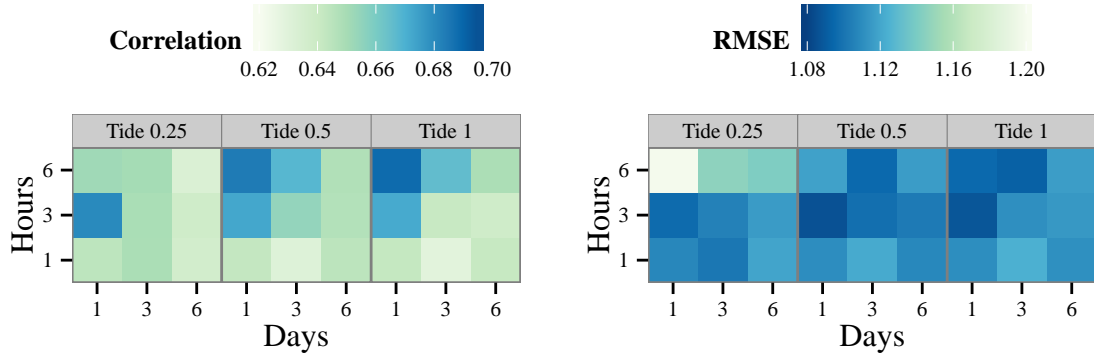 Correlation
0.62 0.64 0.66 0.68 0.70
Tide 0.25 Tide 0.5 Tide 1
Hours
6
3
1
1 3 6 1 3 6 1 3 6
Days
RMSE
1.08 1.12 1.16 1.20
Tide 0.25 Tide 0.5 Tide 1
Hours
6
3
1
1 3 6 1 3 6 1 3 6
Days